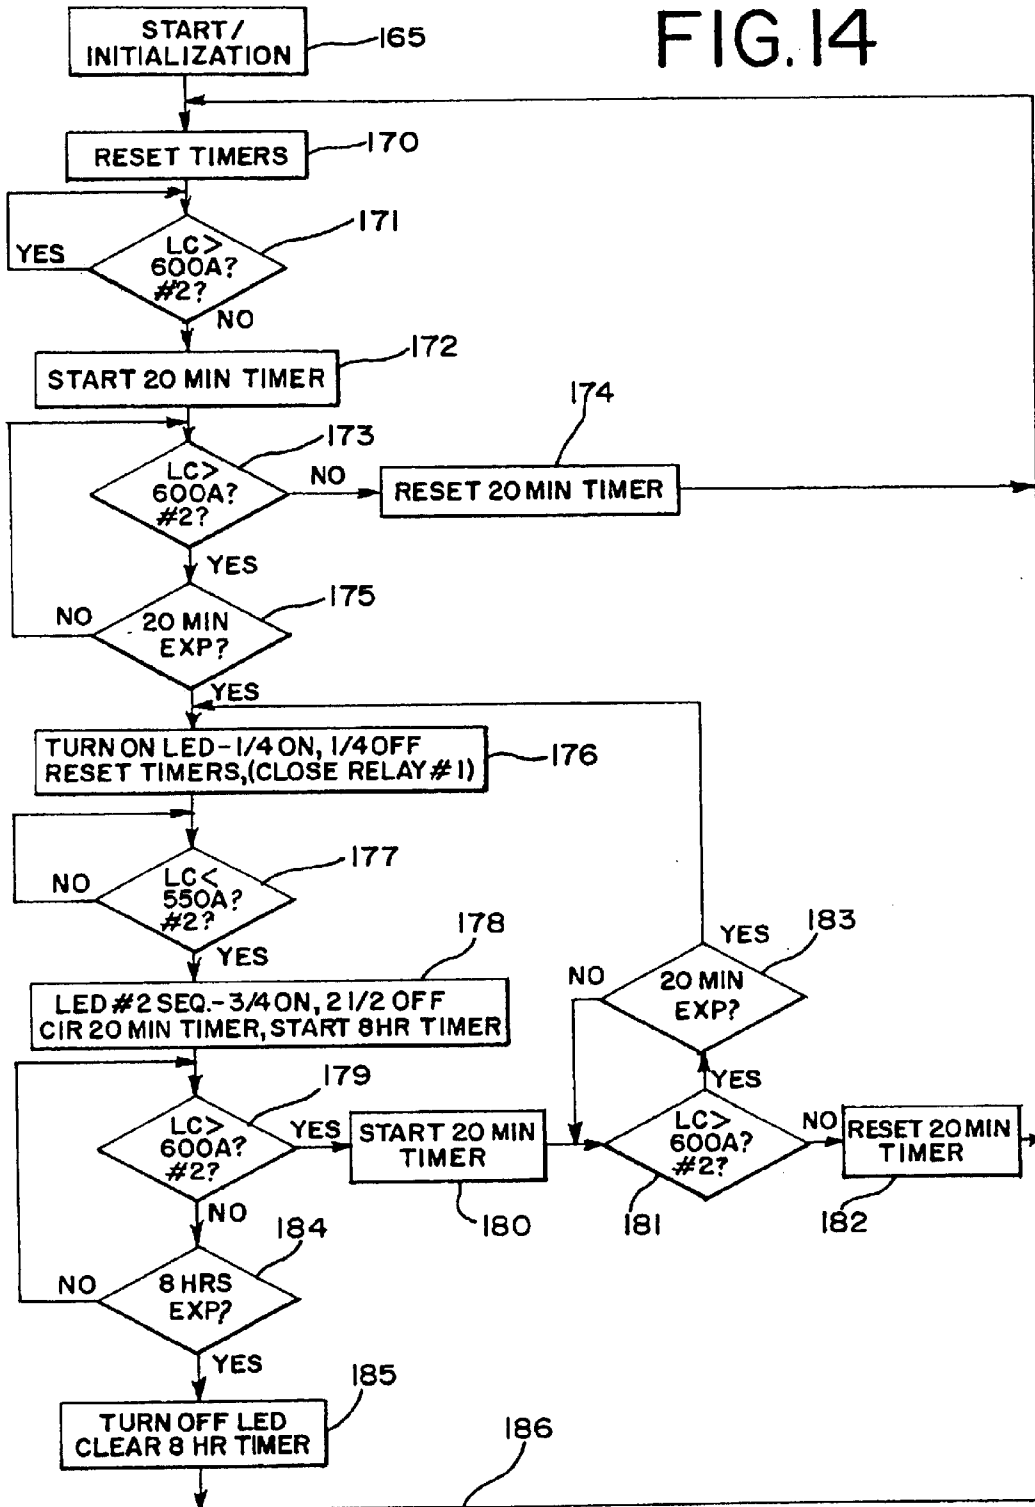 FIG. 14
START/
INITIALIZATION
165
RESET TIMERS
170
LC >
600A?
#2?
171
YES
NO
START 20 MIN TIMER
172
LC >
600A?
#2?
173
NO
YES
RESET 20 MIN TIMER
174
20 MIN
EXP?
175
NO
YES
TURN ON LED - 1/4 ON, 1/4 OFF
RESET TIMERS, (CLOSE RELAY #1)
176
LC <
550A?
#2?
177
NO
YES
LED #2 SEQ. - 3/4 ON, 2 1/2 OFF
CIR 20 MIN TIMER, START 8HR TIMER
178
LC >
600A?
#2?
179
YES
NO
START 20 MIN
TIMER
180
LC >
600A?
#2?
181
YES
NO
RESET 20 MIN
TIMER
182
20 MIN
EXP?
183
YES
NO
8 HRS
EXP?
184
NO
YES
TURN OFF LED
CLEAR 8 HR TIMER
185
186